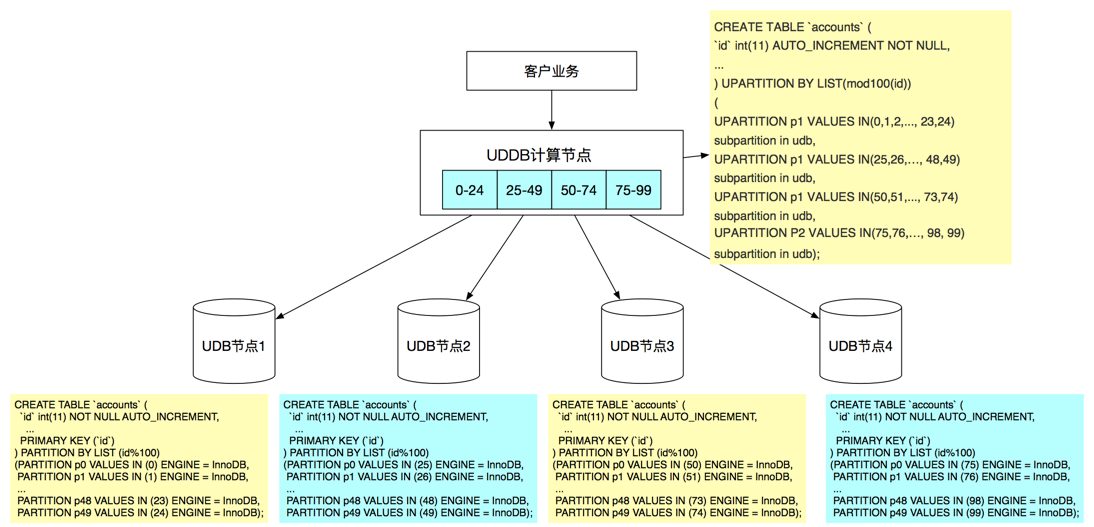 CREATE TABLE `accounts` (
`id` int(11) AUTO_INCREMENT NOT NULL,
...
) UPARTITION BY LIST(mod100(id))
(
UPARTITION p1 VALUES IN(0,1,2,..., 23,24)
subpartition in udb,
UPARTITION p1 VALUES IN(25,26,..., 48,49)
subpartition in udb,
UPARTITION p1 VALUES IN(50,51,..., 73,74)
subpartition in udb,
UPARTITION P2 VALUES IN(75,76,..., 98, 99)
subpartition in udb);
客户业务
UDDB计算节点
0-24 25-49 50-74 75-99
UDB节点1
UDB节点2
UDB节点3
UDB节点4
CREATE TABLE `accounts` (
`id` int(11) NOT NULL AUTO_INCREMENT,
...
PRIMARY KEY (`id`)
) PARTITION BY LIST (id%100)
(PARTITION p0 VALUES IN (0) ENGINE = InnoDB,
PARTITION p1 VALUES IN (1) ENGINE = InnoDB,
...
PARTITION p48 VALUES IN (23) ENGINE = InnoDB,
PARTITION p49 VALUES IN (24) ENGINE = InnoDB);
CREATE TABLE `accounts` (
`id` int(11) NOT NULL AUTO_INCREMENT,
...
PRIMARY KEY (`id`)
) PARTITION BY LIST (id%100)
(PARTITION p0 VALUES IN (25) ENGINE = InnoDB,
PARTITION p1 VALUES IN (26) ENGINE = InnoDB,
...
PARTITION p48 VALUES IN (48) ENGINE = InnoDB,
PARTITION p49 VALUES IN (49) ENGINE = InnoDB);
CREATE TABLE `accounts` (
`id` int(11) NOT NULL AUTO_INCREMENT,
...
PRIMARY KEY (`id`)
) PARTITION BY LIST (id%100)
(PARTITION p0 VALUES IN (50) ENGINE = InnoDB,
PARTITION p1 VALUES IN (51) ENGINE = InnoDB,
...
PARTITION p48 VALUES IN (73) ENGINE = InnoDB,
PARTITION p49 VALUES IN (74) ENGINE = InnoDB);
CREATE TABLE `accounts` (
`id` int(11) NOT NULL AUTO_INCREMENT,
...
PRIMARY KEY (`id`)
) PARTITION BY LIST (id%100)
(PARTITION p0 VALUES IN (75) ENGINE = InnoDB,
PARTITION p1 VALUES IN (76) ENGINE = InnoDB,
...
PARTITION p48 VALUES IN (98) ENGINE = InnoDB,
PARTITION p49 VALUES IN (99) ENGINE = InnoDB);